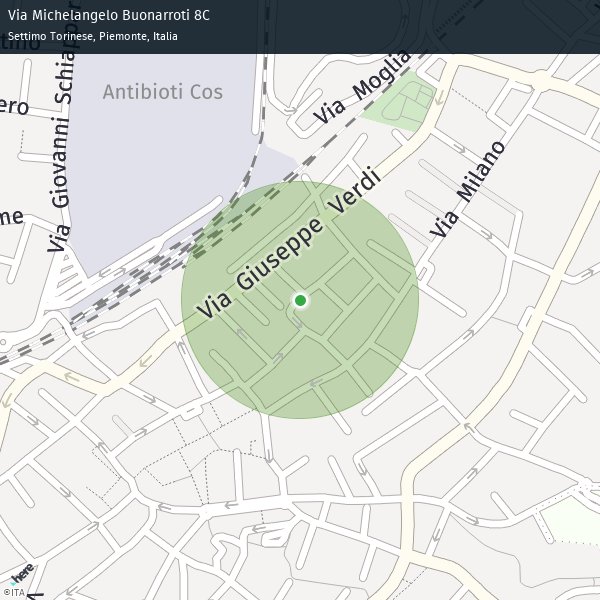 Via Michelangelo Buonarroti 8C
Settimo Torinese, Piemonte, Italia
Via Giovanni Schiappar
ero
me
Antibioti Cos
Via Moglia
Via Milano
Via Giuseppe Verdi
here
©ITA